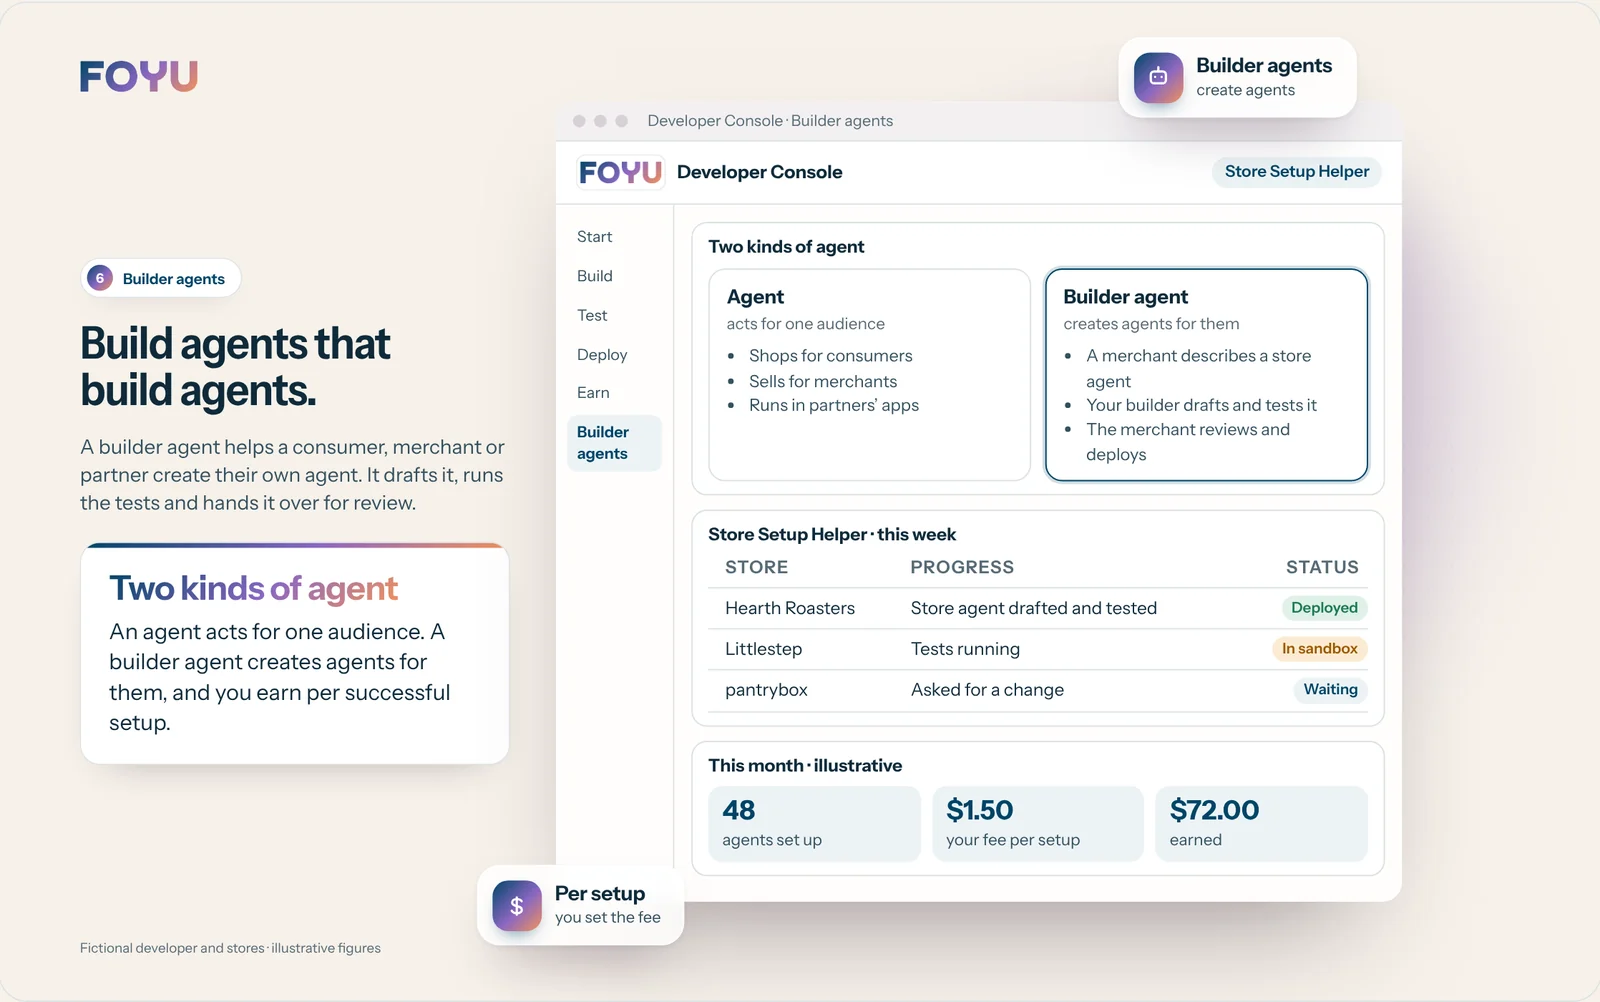 FOYU
6 Builder agents
Build agents that
build agents.
A builder agent helps a consumer, merchant or
partner create their own agent. It drafts it, runs
the tests and hands it over for review.
Two kinds of agent
An agent acts for one audience. A
builder agent creates agents for
them, and you earn per successful
setup.
Fictional developer and stores · illustrative figures
Builder agents
create agents
Developer Console · Builder agents
FOYU Developer Console
Store Setup Helper
Start
Build
Test
Deploy
Earn
Builder
agents
Two kinds of agent
Agent
acts for one audience
• Shops for consumers
• Sells for merchants
• Runs in partners’ apps
Builder agent
creates agents for them
• A merchant describes a store
agent
• Your builder drafts and tests it
• The merchant reviews and
deploys
Store Setup Helper · this week
STORE PROGRESS STATUS
Hearth Roasters Store agent drafted and tested Deployed
Littlestep Tests running In sandbox
pantrybox Asked for a change Waiting
This month · illustrative
48
agents set up
$1.50
your fee per setup
$72.00
earned
$
Per setup
you set the fee